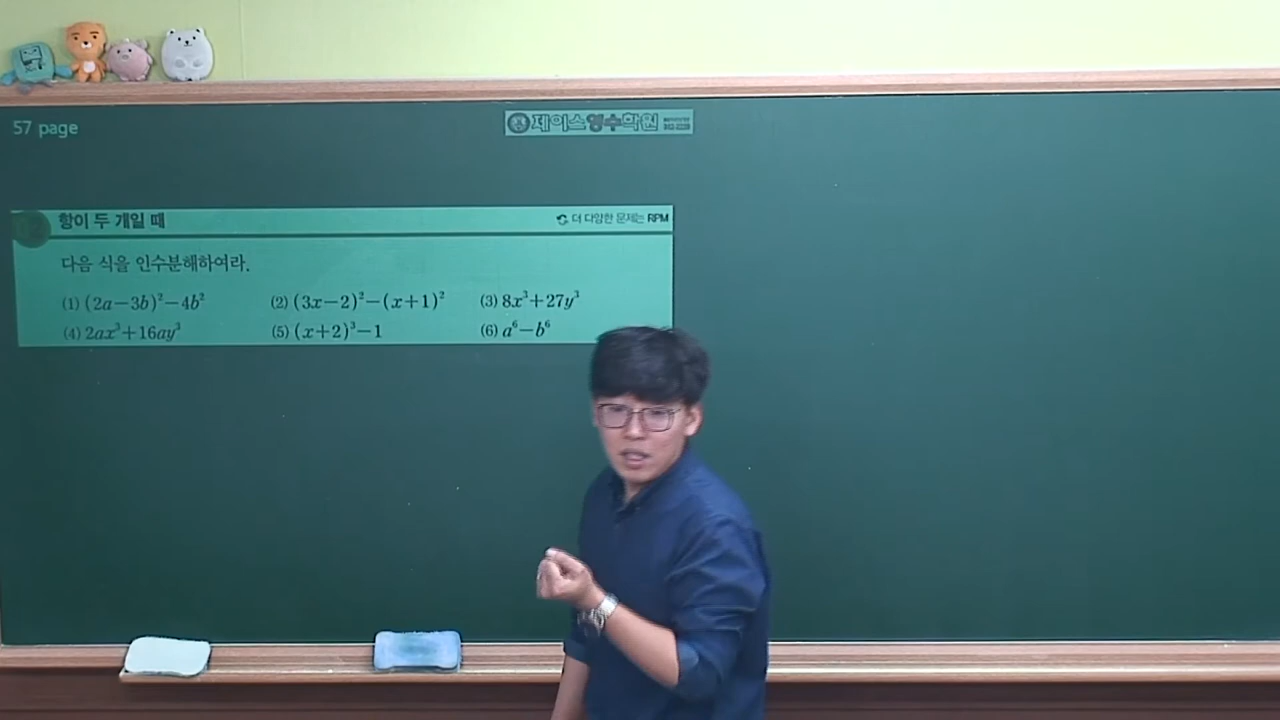 57 page
제이스영수학원
02 항이 두 개일 때 더 다양한 문제는 RPM
다음 식을 인수분해하여라.
(1) (2a−3b)²−4b² (2) (3x−2)²−(x+1)² (3) 8x³+27y³
(4) 2ax³+16ay³ (5) (x+2)³−1 (6) a⁶−b⁶